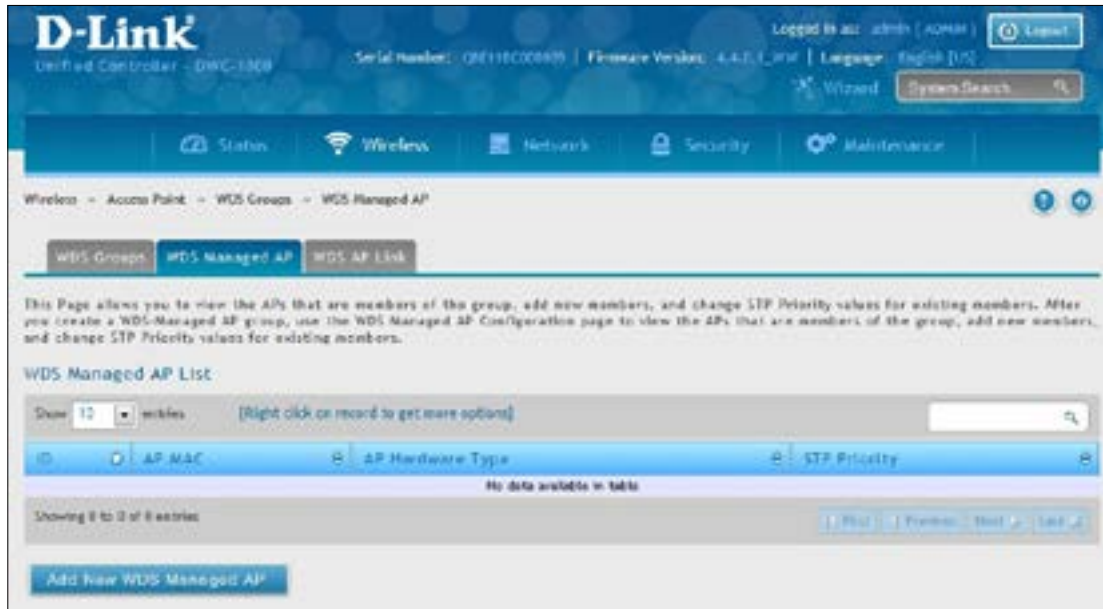 D-Link
Logged in as: admin ( ADMIN )
Logout
Unified Controller - DWC-1000
Serial Number: | Firmware Version: | Language: English [US]
Wizard
System Search
Status
Wireless
Network
Security
Maintenance
Wireless » Access Point » WDS Groups » WDS Managed AP
WDS Groups
WDS Managed AP
WDS AP Link
This Page allows you to view the APs that are members of the group, add new members, and change STP Priority values for existing members. After
you create a WDS-Managed AP group, use the WDS Managed AP Configuration page to view the APs that are members of the group, add new members,
and change STP Priority values for existing members.
WDS Managed AP List
Show 10 entries
[Right click on record to get more options]
ID
AP MAC
AP Hardware Type
STP Priority
No data available in table
Showing 0 to 0 of 0 entries
First
Previous
Next
Last
Add New WDS Managed AP